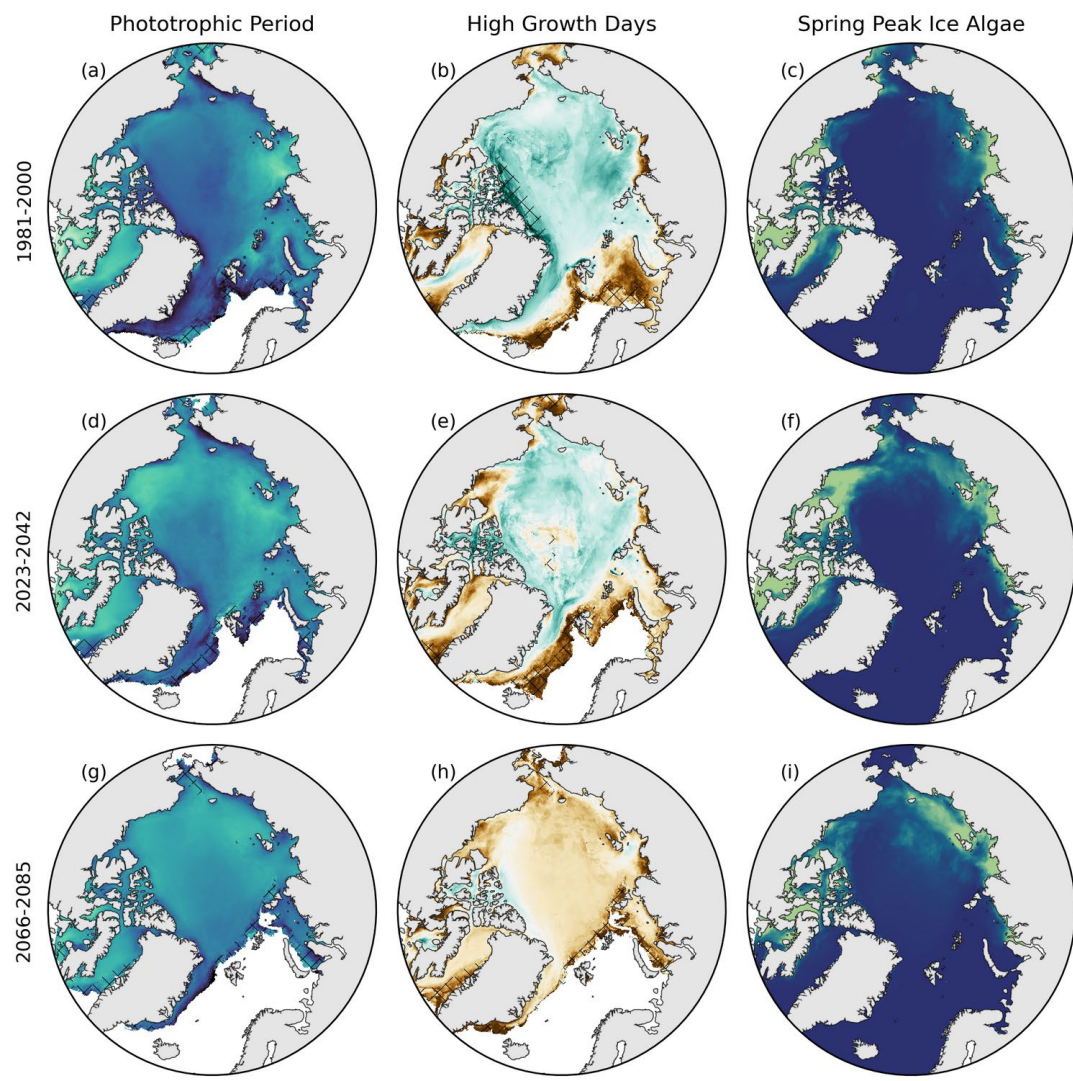 Phototrophic Period
High Growth Days
Spring Peak Ice Algae
1981-2000
(a)
(b)
(c)
2023-2042
(d)
(e)
(f)
2066-2085
(g)
(h)
(i)